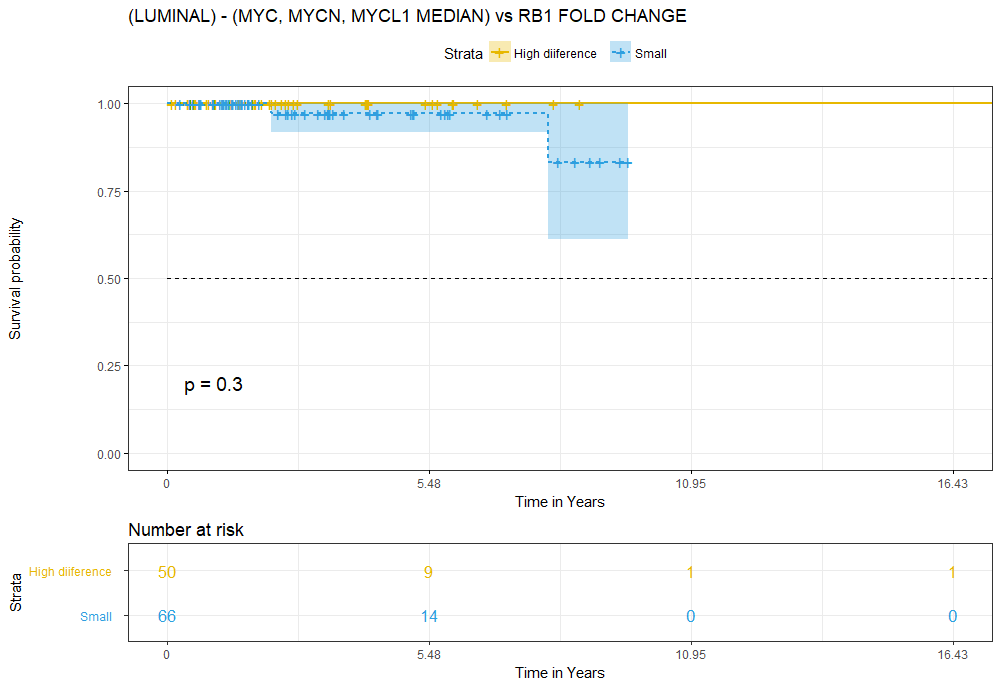 (LUMINAL) - (MYC, MYCN, MYCL1 MEDIAN) vs RB1 FOLD CHANGE
Strata High diiference Small
Survival probability
1.00
0.75
0.50
0.25
0.00
p = 0.3
0 5.48 10.95 16.43
Time in Years
Number at risk
Strata
High diiference 50 9 1 1
Small 66 14 0 0
0 5.48 10.95 16.43
Time in Years